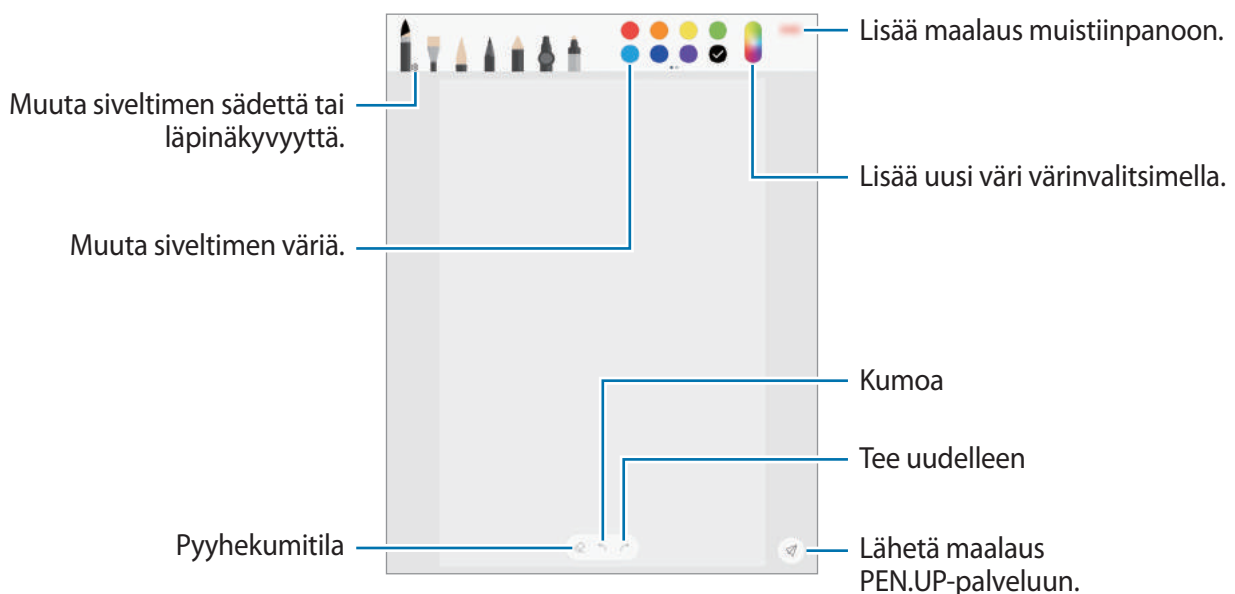 Lisää maalaus muistiinpanoon.
Muuta siveltimen sädettä tai
läpinäkyvyyttä.
Lisää uusi väri värinvalitsimella.
Muuta siveltimen väriä.
Kumoa
Tee uudelleen
Pyyhekumitila
Lähetä maalaus
PEN.UP-palveluun.